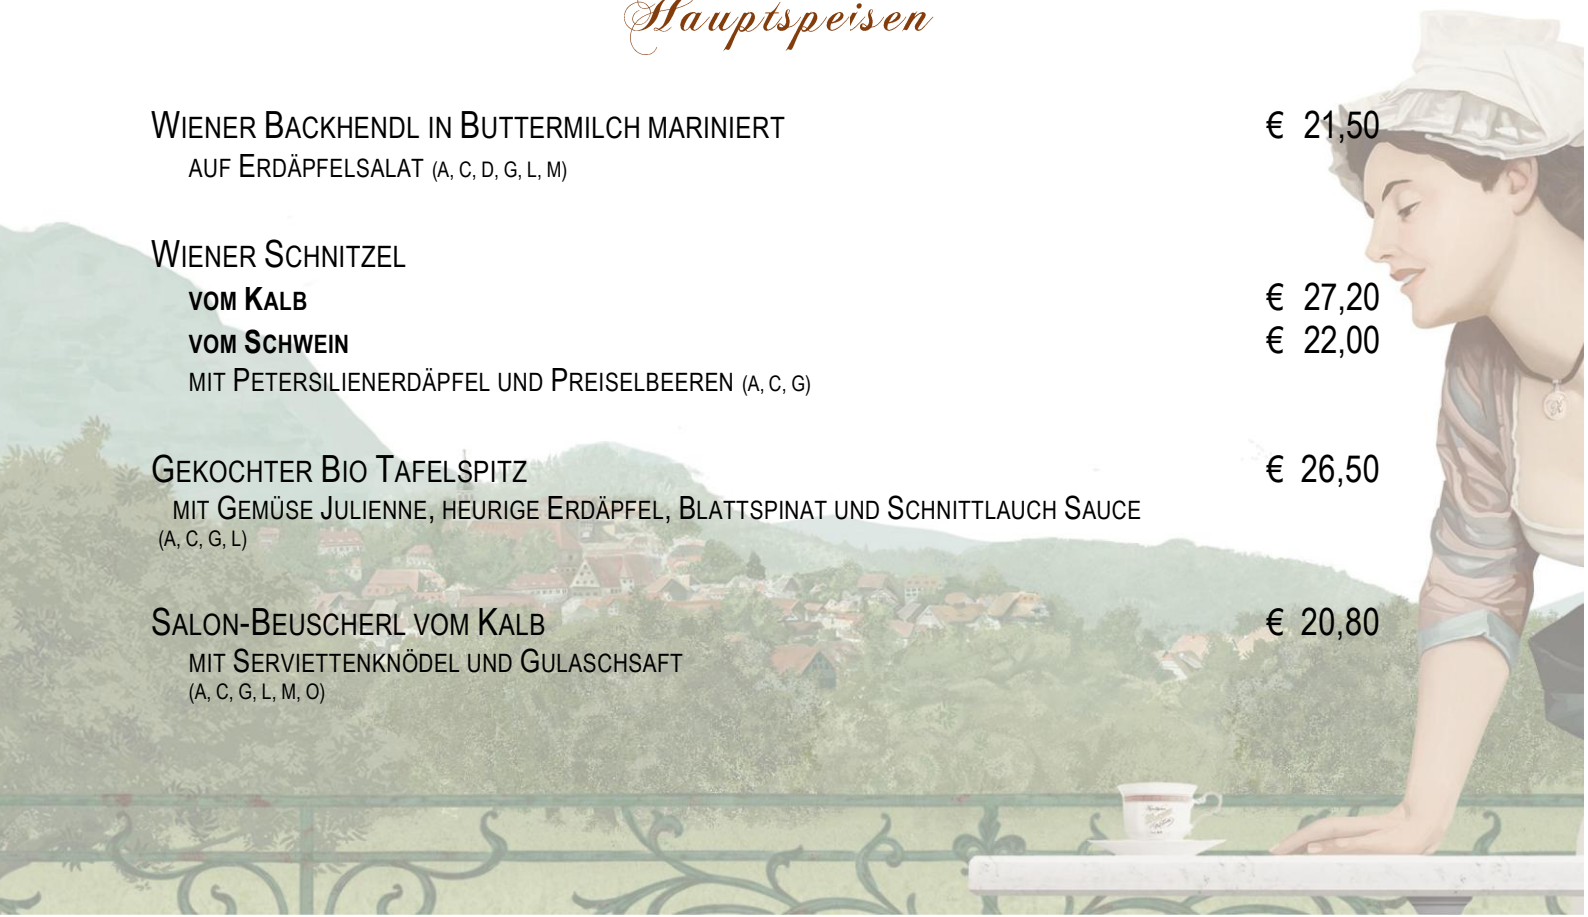 Hauptspeisen
WIENER BACKHENDL IN BUTTERMILCH MARINIERT € 21,50
AUF ERDÄPFELSALAT (A, C, D, G, L, M)
WIENER SCHNITZEL
VOM KALB € 27,20
VOM SCHWEIN € 22,00
MIT PETERSILIENERDÄPFEL UND PREISELBEEREN (A, C, G)
GEKOCHTER BIO TAFELSPITZ € 26,50
MIT GEMÜSE JULIENNE, HEURIGE ERDÄPFEL, BLATTSPINAT UND SCHNITTLAUCH SAUCE
(A, C, G, L)
SALON-BEUSCHERL VOM KALB € 20,80
MIT SERVIETTENKNÖDEL UND GULASCHSAFT
(A, C, G, L, M, O)